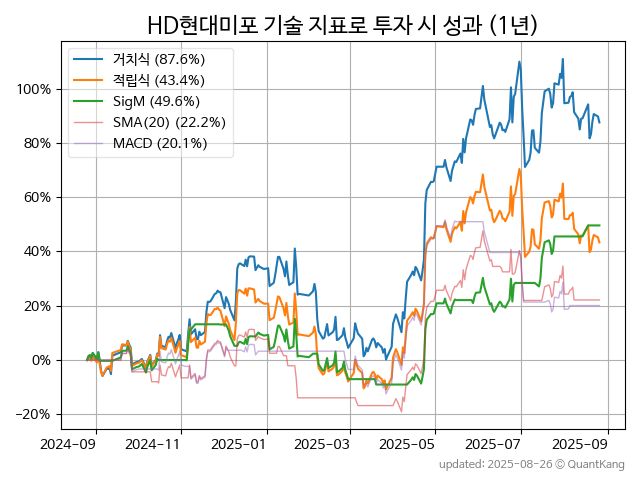 HD현대미포 기술 지표로 투자 시 성과 (1년)
거치식 (87.6%)
적립식 (43.4%)
SigM (49.6%)
SMA(20) (22.2%)
MACD (20.1%)
100%
80%
60%
40%
20%
0%
−20%
2024-09 2024-11 2025-01 2025-03 2025-05 2025-07 2025-09
updated: 2025-08-26 © QuantKang